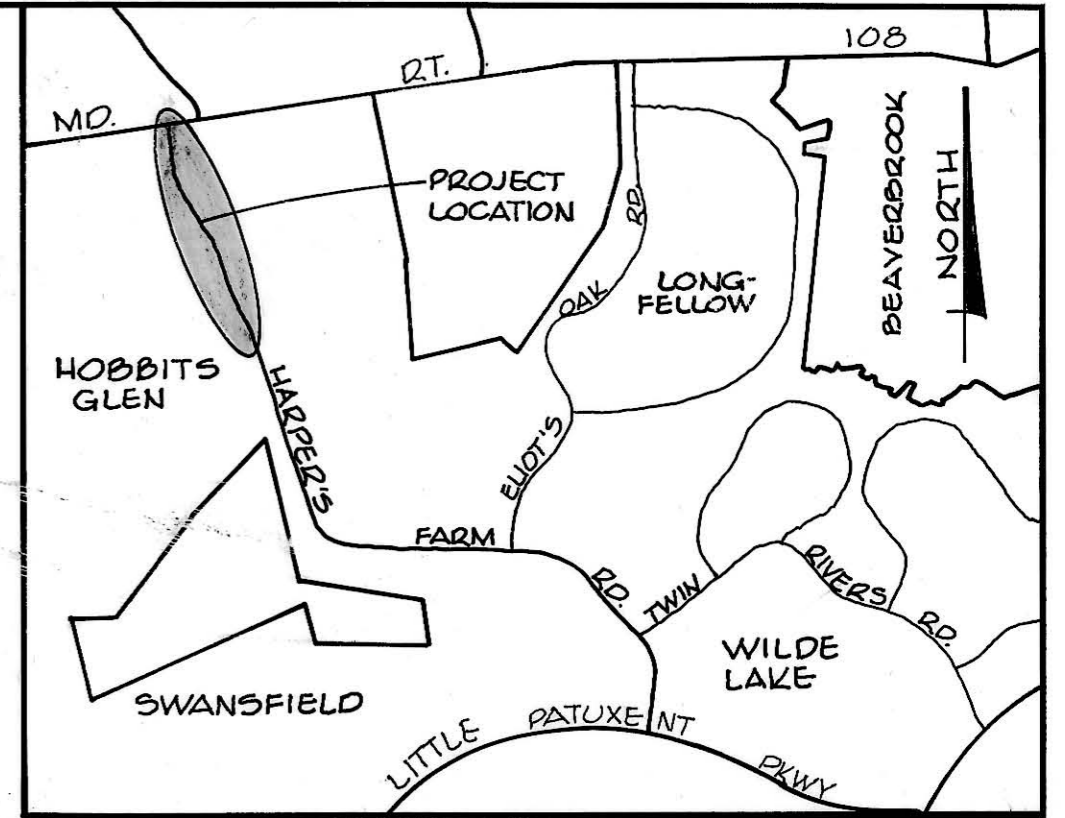 MD. RT. 108
PROJECT
LOCATION
OAK RD.
LONG-
FELLOW
BEAVERBROOK
NORTH
HOBBITS
GLEN
HARPER'S FARM RD.
ELIOT'S
TWIN RIVERS RD.
WILDE
LAKE
SWANSFIELD
LITTLE PATUXENT PKWY